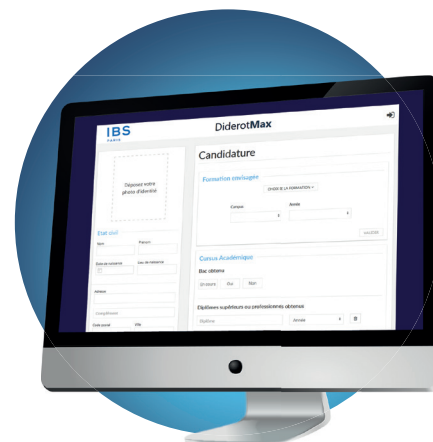 IBS
PARIS
DiderotMax
Candidature
Déposez votre
photo d'identité
Formation envisagée
CHOISIR LA FORMATION
Campus
Année
VALIDER
Etat civil
Nom
Prénom
Date de naissance
Lieu de naissance
Adresse
Complément
Code postal
Ville
Cursus Académique
Bac obtenu
En cours
Oui
Non
Diplômes supérieurs ou professionnels obtenus
Diplôme
Année